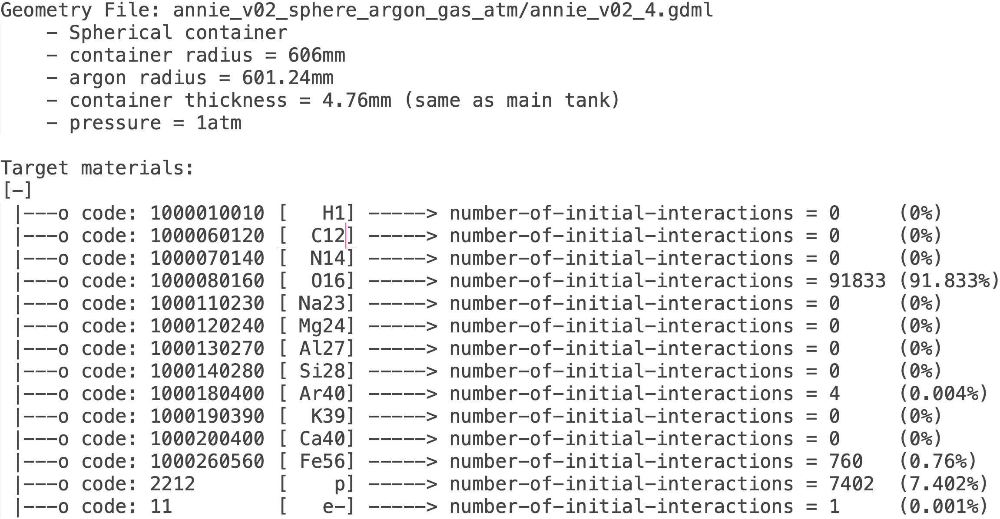 Geometry File: annie_v02_sphere_argon_gas_atm/annie_v02_4.gdml
    – Spherical container
    – container radius = 606mm
    – argon radius = 601.24mm
    – container thickness = 4.76mm (same as main tank)
    – pressure = 1atm

Target materials:
[-]
 |---o code: 1000010010 [   H1] -----> number-of-initial-interactions = 0     (0%)
 |---o code: 1000060120 [  C12] -----> number-of-initial-interactions = 0     (0%)
 |---o code: 1000070140 [  N14] -----> number-of-initial-interactions = 0     (0%)
 |---o code: 1000080160 [  O16] -----> number-of-initial-interactions = 91833 (91.833%)
 |---o code: 1000110230 [ Na23] -----> number-of-initial-interactions = 0     (0%)
 |---o code: 1000120240 [ Mg24] -----> number-of-initial-interactions = 0     (0%)
 |---o code: 1000130270 [ Al27] -----> number-of-initial-interactions = 0     (0%)
 |---o code: 1000140280 [ Si28] -----> number-of-initial-interactions = 0     (0%)
 |---o code: 1000180400 [ Ar40] -----> number-of-initial-interactions = 4     (0.004%)
 |---o code: 1000190390 [  K39] -----> number-of-initial-interactions = 0     (0%)
 |---o code: 1000200400 [ Ca40] -----> number-of-initial-interactions = 0     (0%)
 |---o code: 1000260560 [ Fe56] -----> number-of-initial-interactions = 760   (0.76%)
 |---o code: 2212       [    p] -----> number-of-initial-interactions = 7402  (7.402%)
 |---o code: 11         [   e-] -----> number-of-initial-interactions = 1     (0.001%)